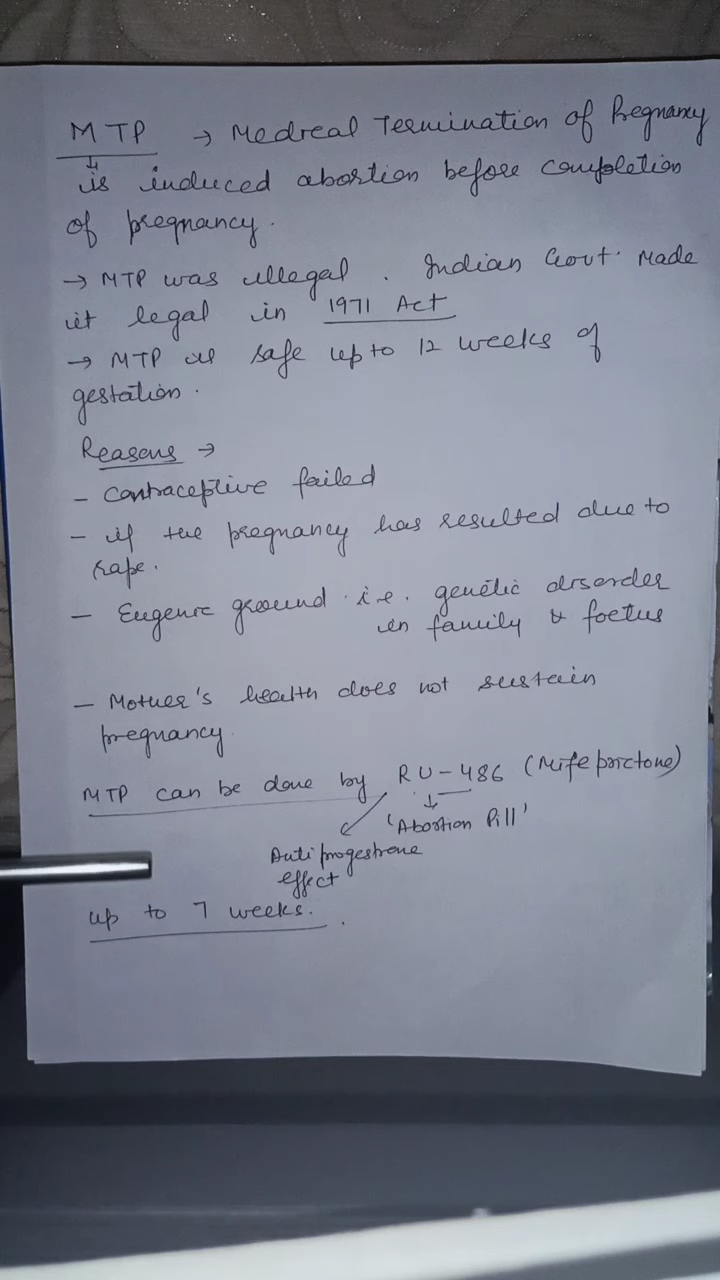 MTP → Medical Termination of Pregnancy
↓
is induced abortion before completion
of pregnancy.
→ MTP was illegal. Indian Govt. Made
it legal in 1971 Act
→ MTP is safe up to 12 weeks of
gestation.
Reasons →
- Contraceptive failed
- if the pregnancy has resulted due to
rape.
- Eugenic ground i.e. genetic disorder
in family & foetus
- Mother's health does not sustain
pregnancy
MTP can be done by RU-486 (Mifeporctone)
'Abortion Pill'
Anti progestrone
effect
up to 7 weeks.